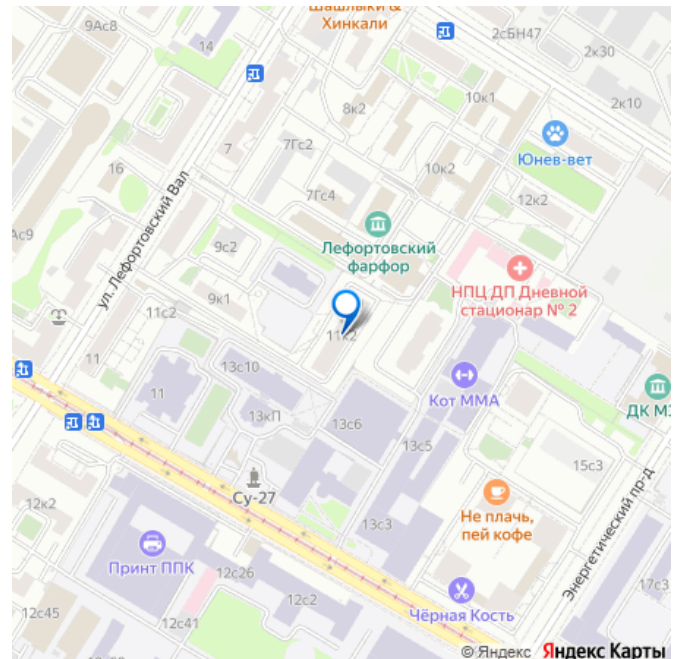 Шашлыки &
Хинкали
9Ас8
2сБН47
14
2к30
10к1
8к2
2к10
7
7Гс2
Юнев-вет
16
10к2
7Гс4
12к2
ул. Лефортовский Вал
9с2
Лефортовский
фарфор
НПЦ ДП Дневной
стационар № 2
9к1
11с2
11к2
11
13с10
11
Кот ММА
13кП
13с6
13с5
15с3
Су-27
12к2
Не плачь,
пей кофе
13с3
Энергетический пр-д
Принт ППК
12с26
12с2
Чёрная Кость
17с3
12с45
12с41
© Яндекс Яндекс Карты